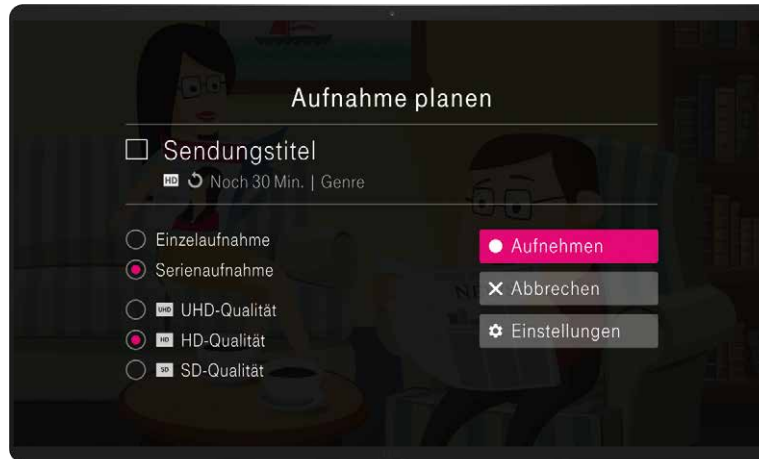 Aufnahme planen
Sendungstitel
HD Noch 30 Min. | Genre
Einzelaufnahme
Serienaufnahme
UHD UHD-Qualität
HD HD-Qualität
SD SD-Qualität
Aufnehmen
Abbrechen
Einstellungen